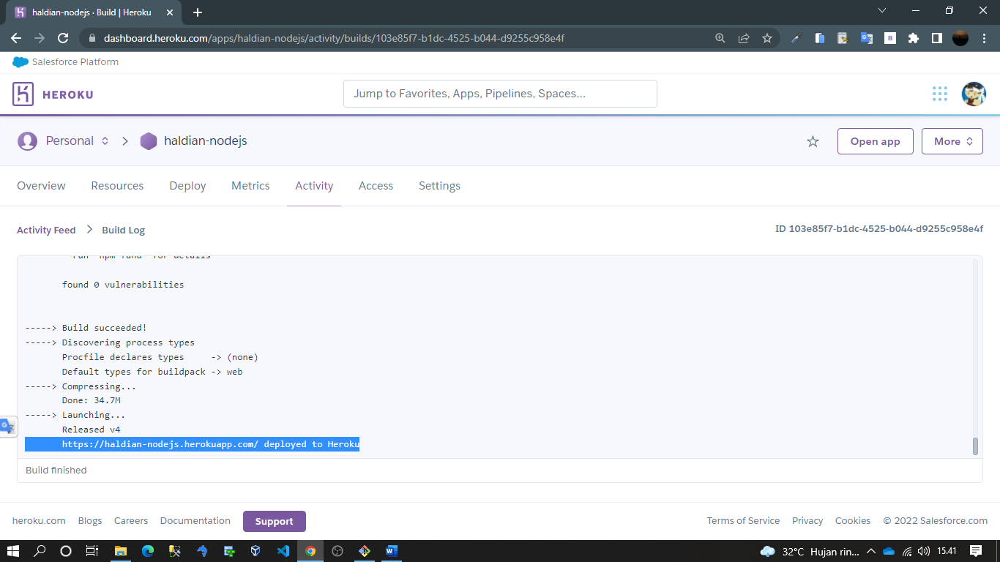 haldian-nodejs · Build | Heroku
dashboard.heroku.com/apps/haldian-nodejs/activity/builds/103e85f7-b1dc-4525-b044-d9255c958e4f
Salesforce Platform
HEROKU
Jump to Favorites, Apps, Pipelines, Spaces...
Personal
haldian-nodejs
Open app
More
Overview
Resources
Deploy
Metrics
Activity
Access
Settings
Activity Feed
Build Log
ID 103e85f7-b1dc-4525-b044-d9255c958e4f
run `npm fund` for details
found 0 vulnerabilities
-----> Build succeeded!
-----> Discovering process types
Procfile declares types     -> (none)
Default types for buildpack -> web
-----> Compressing...
Done: 34.7M
-----> Launching...
Released v4
https://haldian-nodejs.herokuapp.com/ deployed to Heroku
Build finished
heroku.com
Blogs
Careers
Documentation
Support
Terms of Service
Privacy
Cookies
© 2022 Salesforce.com
32°C
Hujan rin...
15.41